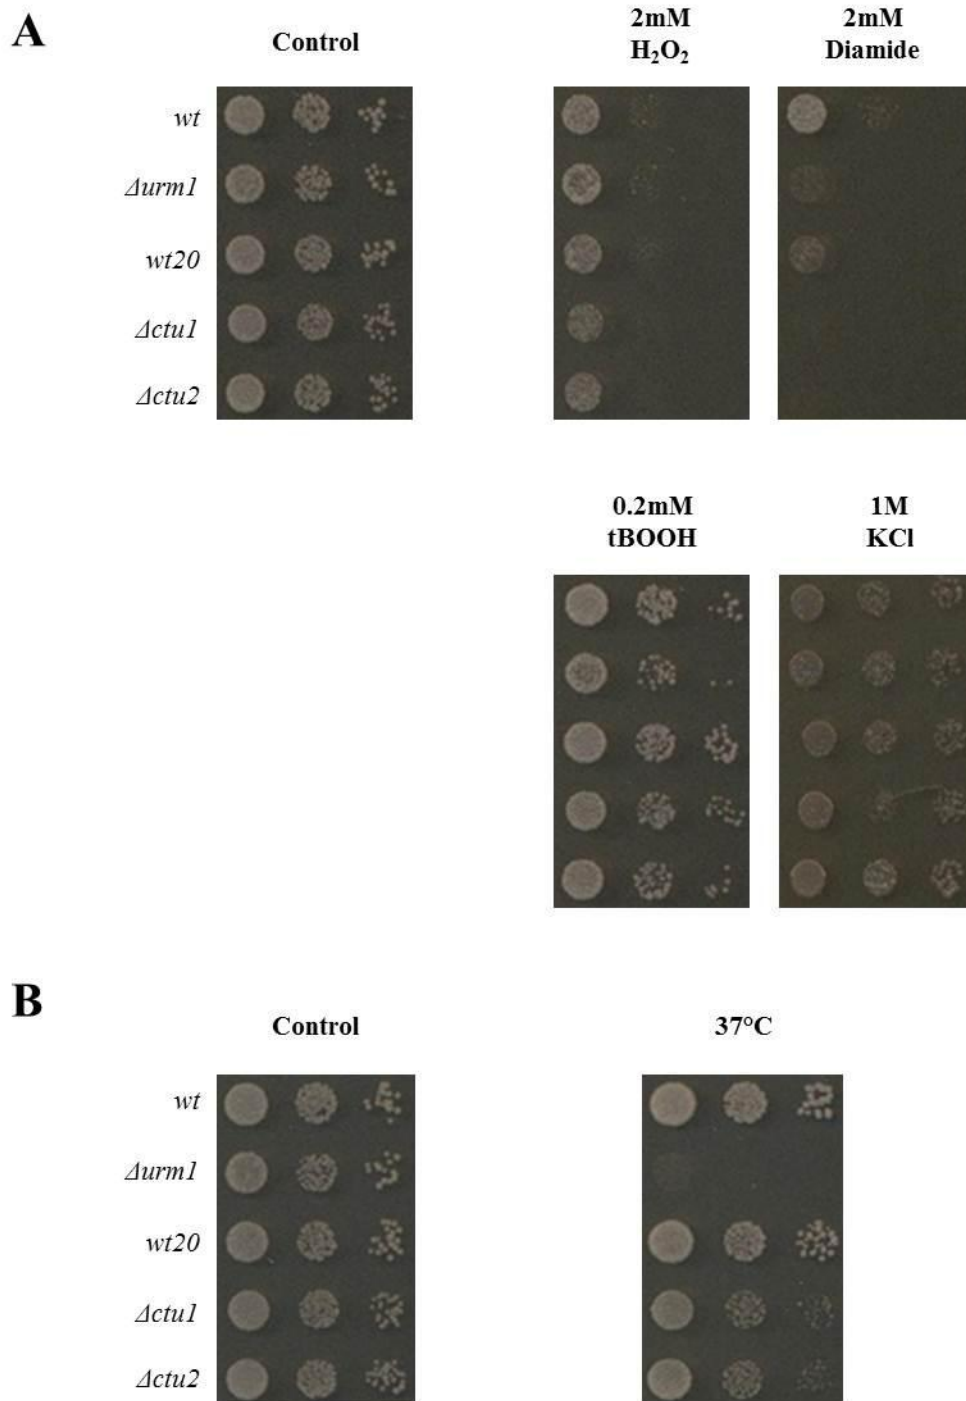 A
Control
2mM
H₂O₂
2mM
Diamide
wt
Δurm1
wt20
Δctu1
Δctu2
0.2mM
tBOOH
1M
KCl
B
Control
37°C
wt
Δurm1
wt20
Δctu1
Δctu2